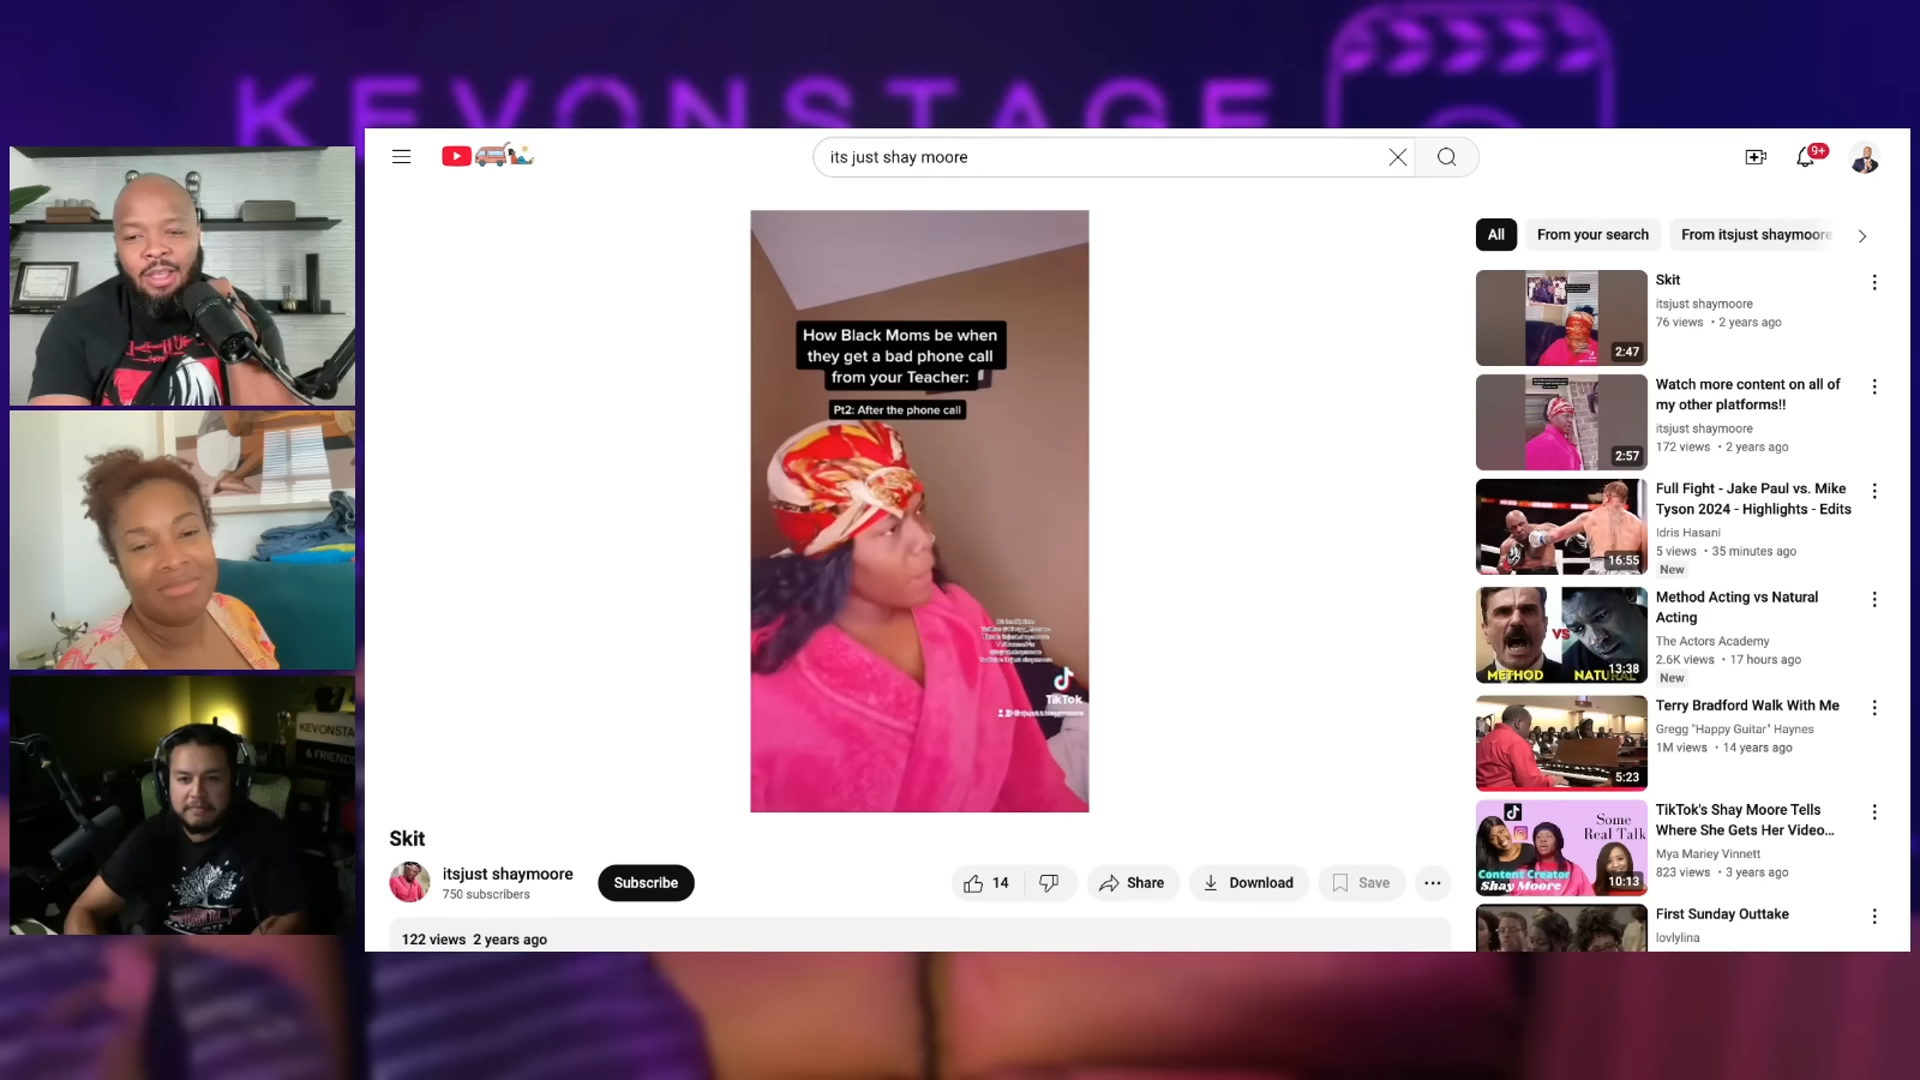 KEVONSTAGE
its just shay moore
9+
How Black Moms be when
they get a bad phone call
from your Teacher:
Pt2: After the phone call
TikTok
Skit
itsjust shaymoore
750 subscribers
Subscribe
14
Share
Download
Save
122 views 2 years ago
All
From your search
From itsjust shaymoore
Skit
itsjust shaymoore
76 views • 2 years ago
2:47
Watch more content on all of
my other platforms!!
itsjust shaymoore
172 views • 2 years ago
2:57
Full Fight - Jake Paul vs. Mike
Tyson 2024 - Highlights - Edits
Idris Hasani
5 views • 35 minutes ago
New
16:55
Method Acting vs Natural
Acting
The Actors Academy
2.6K views • 17 hours ago
New
VS
13:38
METHOD
NATURAL
Terry Bradford Walk With Me
Gregg "Happy Guitar" Haynes
1M views • 14 years ago
5:23
TikTok's Shay Moore Tells
Where She Gets Her Video...
Mya Mariey Vinnett
823 views • 3 years ago
Some
Real Talk
Content Creator
Shay Moore
10:13
First Sunday Outtake
lovlylina
KEVONSTA
& FRIENDS